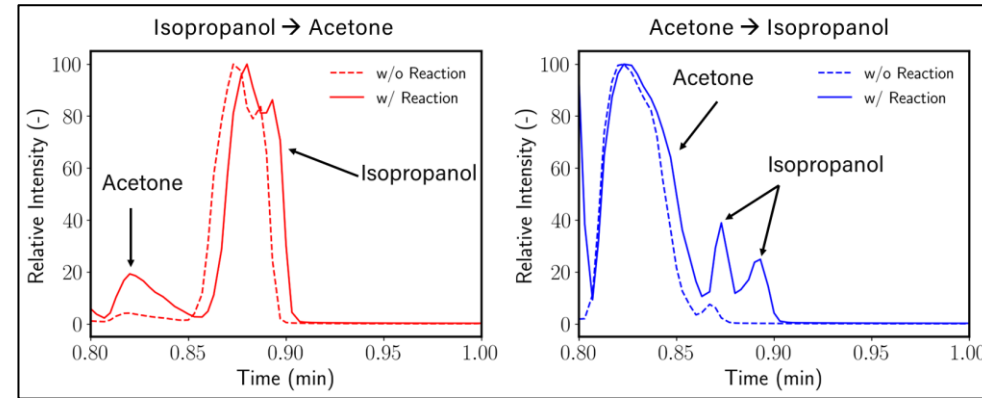 Isopropanol → Acetone
Relative Intensity (-)
100
80
60
40
20
0
w/o Reaction
w/ Reaction
Acetone
Isopropanol
0.80 0.85 0.90 0.95 1.00
Time (min)
Acetone → Isopropanol
Relative Intensity (-)
100
80
60
40
20
0
w/o Reaction
w/ Reaction
Acetone
Isopropanol
0.80 0.85 0.90 0.95 1.00
Time (min)